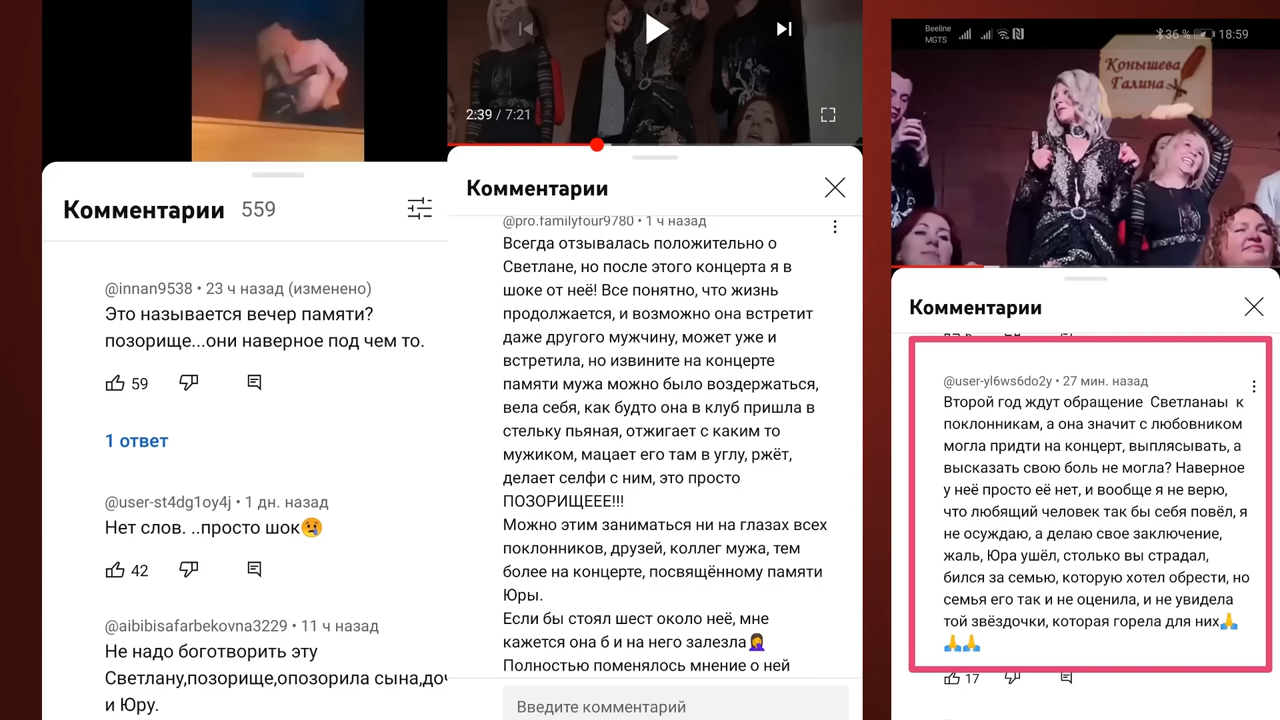 Комментарии 559
@innan9538 • 23 ч назад (изменено)
Это называется вечер памяти?
позорище...они наверное под чем то.
59
1 ответ
@user-st4dg1oy4j • 1 дн. назад
Нет слов. ..просто шок😢
42
@aibibisafarbekovna3229 • 11 ч назад
Не надо боготворить эту
Светлану,позорище,опозорила сына,доч
и Юру.
2:39 / 7:21
Комментарии
@pro.familyfour9780 • 1 ч назад
Всегда отзывалась положительно о
Светлане, но после этого концерта я в
шоке от неё! Все понятно, что жизнь
продолжается, и возможно она встретит
даже другого мужчину, может уже и
встретила, но извините на концерте
памяти мужа можно было воздержаться,
вела себя, как будто она в клуб пришла в
стельку пьяная, отжигает с каким то
мужиком, мацает его там в углу, ржёт,
делает селфи с ним, это просто
ПОЗОРИЩЕЕЕ!!!
Можно этим заниматься ни на глазах всех
поклонников, друзей, коллег мужа, тем
более на концерте, посвящённому памяти
Юры.
Если бы стоял шест около неё, мне
кажется она б и на него залезла🤦‍♀️
Полностью поменялось мнение о ней
Введите комментарий
Beeline
MGTS
36 % 18:59
Конышева
Галина
Комментарии
@user-yl6ws6do2y • 27 мин. назад
Второй год ждут обращение Светланаы к
поклонникам, а она значит с любовником
могла придти на концерт, выплясывать, а
высказать свою боль не могла? Наверное
у неё просто её нет, и вообще я не верю,
что любящий человек так бы себя повёл, я
не осуждаю, а делаю свое заключение,
жаль, Юра ушёл, столько вы страдал,
бился за семью, которую хотел обрести, но
семья его так и не оценила, и не увидела
той звёздочки, которая горела для них🙏
🙏🙏
17